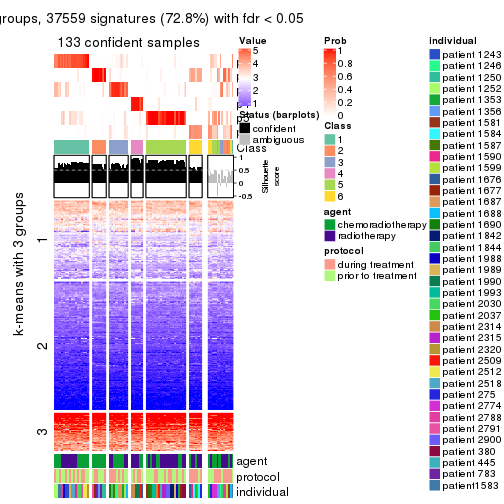 groups, 37559 signatures (72.8%) with fdr < 0.05
133 confident samples
k-means with 3 groups
1
2
3
Class
1
0.5
0
-0.5
Silhouette
score
agent
protocol
individual
Value
5
4
3
2
1
Status (barplots)
confident
ambiguous
Prob
1
0.8
0.6
0.4
0.2
0
Class
1
2
3
4
5
6
agent
chemoradiotherapy
radiotherapy
protocol
during treatment
prior to treatment
individual
patient 1243
patient 1246
patient 1250
patient 1252
patient 1353
patient 1356
patient 1581
patient 1584
patient 1587
patient 1590
patient 1599
patient 1676
patient 1677
patient 1687
patient 1688
patient 1690
patient 1842
patient 1844
patient 1988
patient 1989
patient 1990
patient 1993
patient 2030
patient 2037
patient 2314
patient 2315
patient 2320
patient 2509
patient 2512
patient 2518
patient 275
patient 2774
patient 2788
patient 2791
patient 2900
patient 380
patient 445
patient 783
patient1583